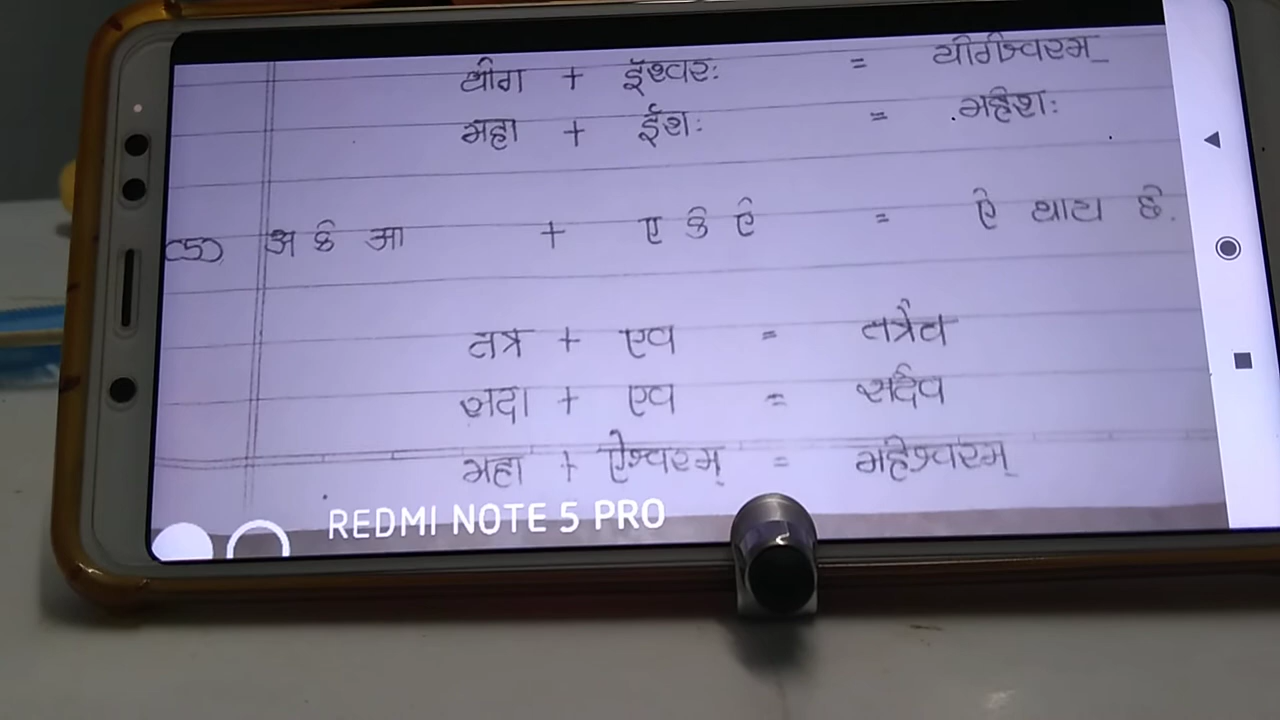 योग + ईश्वरः = योगीश्वरम्
महा + ईशः = महेशः
(5) अ के आ + ए के ऐ = ऐ थाय छे.
तत्र + एव = तत्रैव
सदा + एव = सदैव
महा + ऐश्वरम् = महेश्वरम्
REDMI NOTE 5 PRO